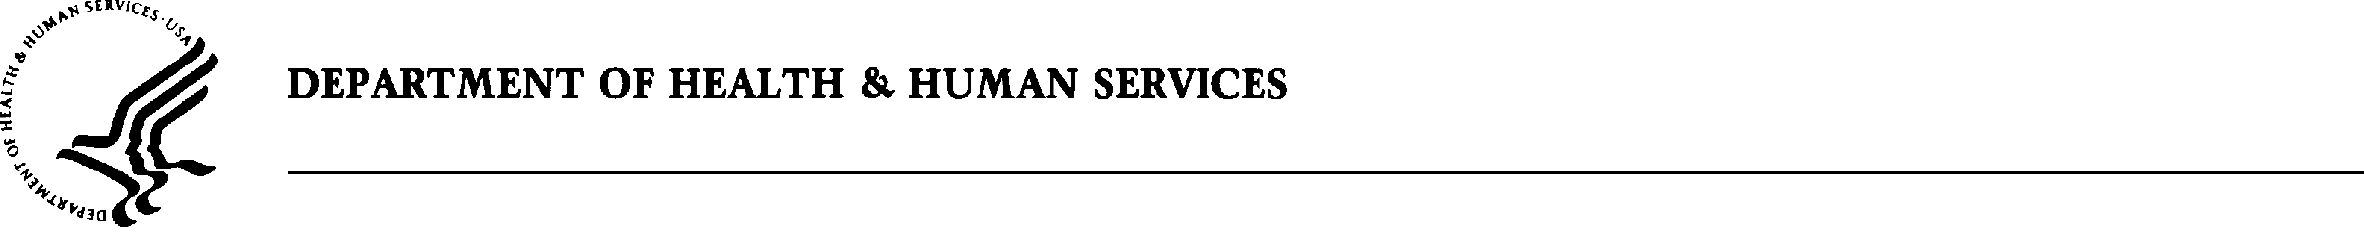 DEPARTMENT OF HEALTH & HUMAN SERVICES · USA
DEPARTMENT OF HEALTH & HUMAN SERVICES